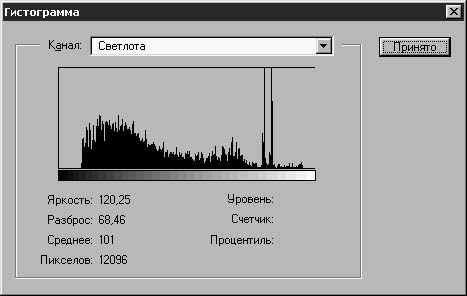 Гистограмма
Канал: Светлота
Принято
Яркость: 120,25 Уровень:
Разброс: 68,46 Счетчик:
Среднее: 101 Процентиль:
Пикселов: 12096